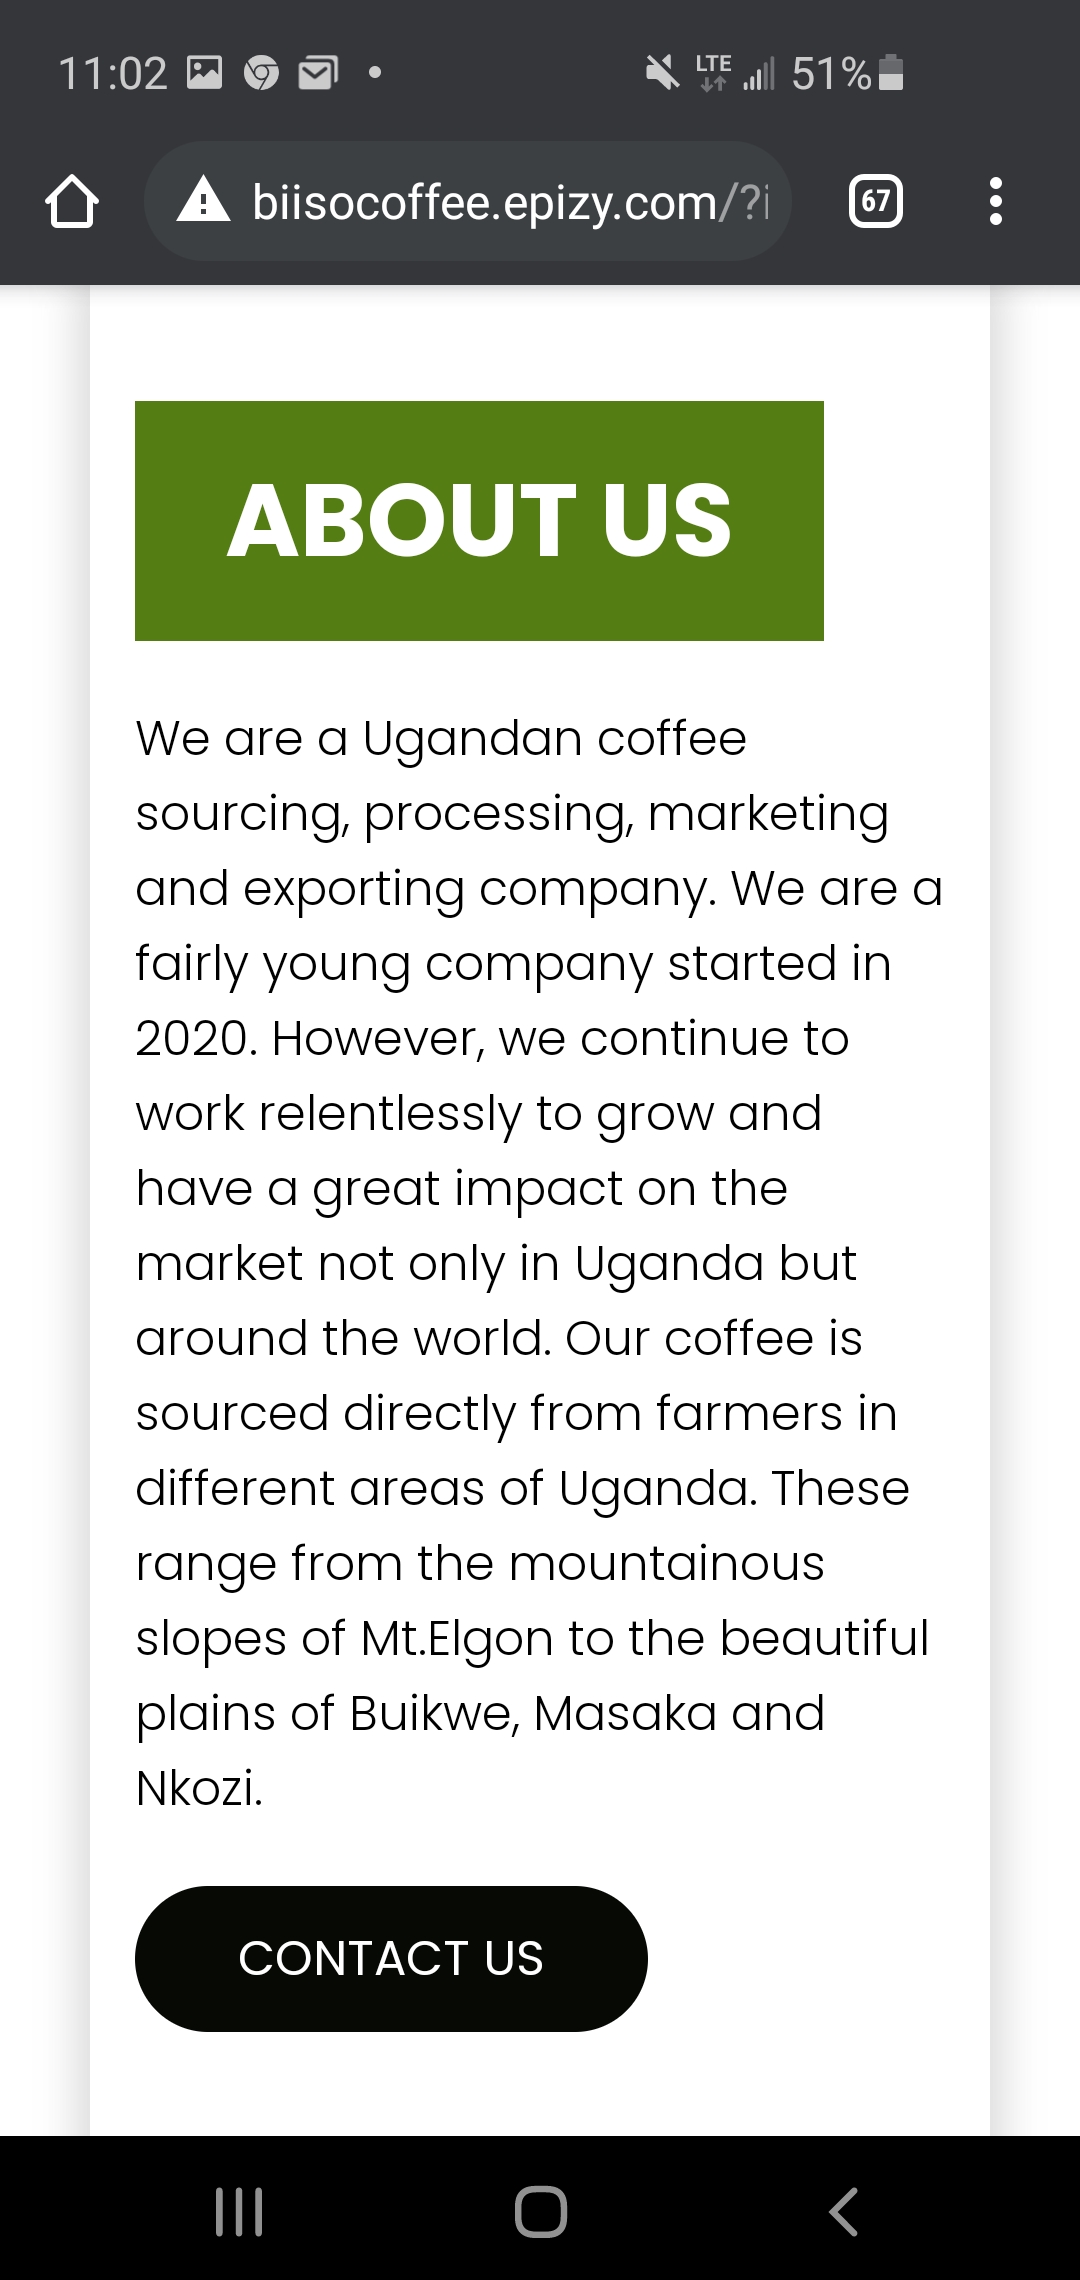 11:02
LTE
51%
biisocoffee.epizy.com/?i
67
ABOUT US
We are a Ugandan coffee
sourcing, processing, marketing
and exporting company. We are a
fairly young company started in
2020. However, we continue to
work relentlessly to grow and
have a great impact on the
market not only in Uganda but
around the world. Our coffee is
sourced directly from farmers in
different areas of Uganda. These
range from the mountainous
slopes of Mt.Elgon to the beautiful
plains of Buikwe, Masaka and
Nkozi.
CONTACT US